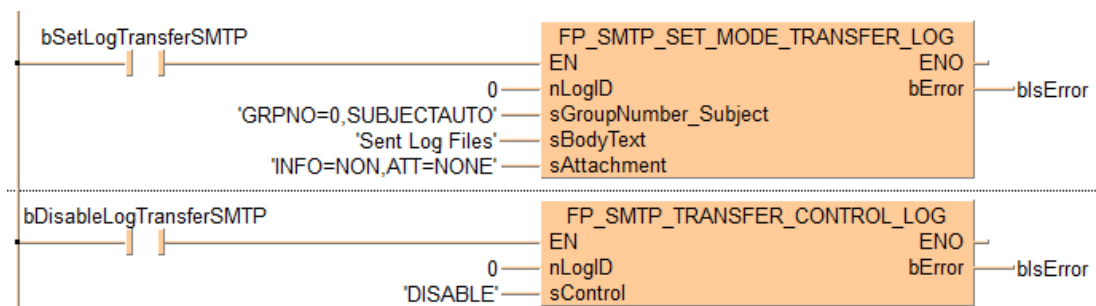 bSetLogTransferSMTP
FP_SMTP_SET_MODE_TRANSFER_LOG
EN ENO
0 nLogID bError bIsError
'GRPNO=0,SUBJECTAUTO' sGroupNumber_Subject
'Sent Log Files' sBodyText
'INFO=NON,ATT=NONE' sAttachment
bDisableLogTransferSMTP
FP_SMTP_TRANSFER_CONTROL_LOG
EN ENO
0 nLogID bError bIsError
'DISABLE' sControl